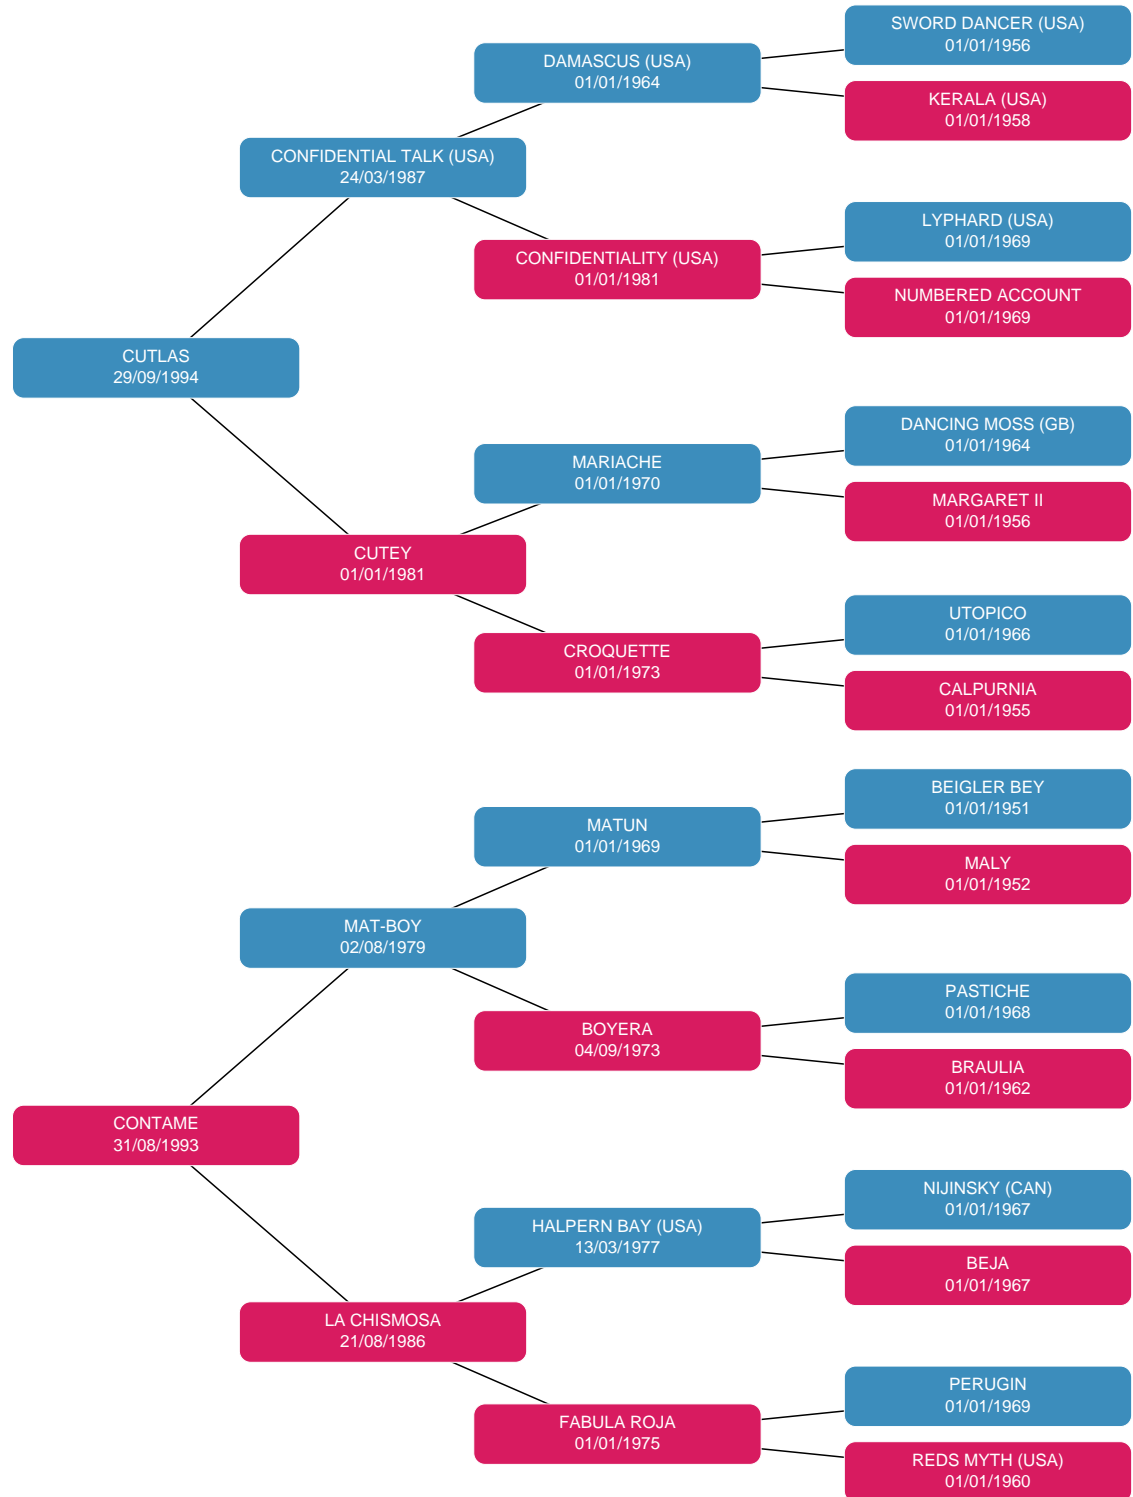 SWORD DANCER (USA)
01/01/1956
DAMASCUS (USA)
01/01/1964
KERALA (USA)
01/01/1958
CONFIDENTIAL TALK (USA)
24/03/1987
LYPHARD (USA)
01/01/1969
CONFIDENTIALITY (USA)
01/01/1981
NUMBERED ACCOUNT
01/01/1969
CUTLAS
29/09/1994
DANCING MOSS (GB)
01/01/1964
MARIACHE
01/01/1970
MARGARET II
01/01/1956
CUTEY
01/01/1981
UTOPICO
01/01/1966
CROQUETTE
01/01/1973
CALPURNIA
01/01/1955
BEIGLER BEY
01/01/1951
MATUN
01/01/1969
MALY
01/01/1952
MAT-BOY
02/08/1979
PASTICHE
01/01/1968
BOYERA
04/09/1973
BRAULIA
01/01/1962
CONTAME
31/08/1993
NIJINSKY (CAN)
01/01/1967
HALPERN BAY (USA)
13/03/1977
BEJA
01/01/1967
LA CHISMOSA
21/08/1986
PERUGIN
01/01/1969
FABULA ROJA
01/01/1975
REDS MYTH (USA)
01/01/1960